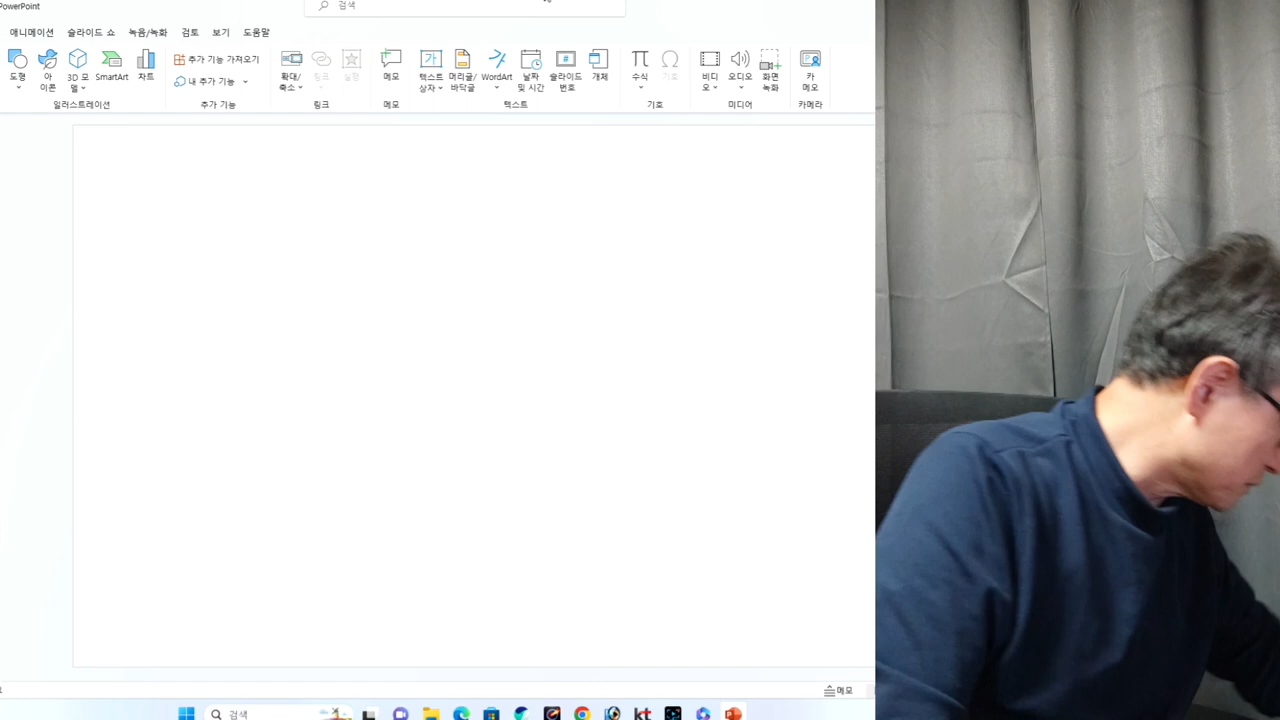 PowerPoint
검색
애니메이션 슬라이드 쇼 녹음/녹화 검토 보기 도움말
도형 아이콘 3D 모델 SmartArt 차트
추가 기능 가져오기
내 추가 기능
확대/축소 링크 실행 메모 텍스트 상자 머리글/바닥글 WordArt 날짜 및 시간 슬라이드 번호 개체 수식 기호 비디오 오디오 화면 녹화 카메오
일러스트레이션 추가 기능 링크 메모 텍스트 기호 미디어 카메라
메모
검색
kt